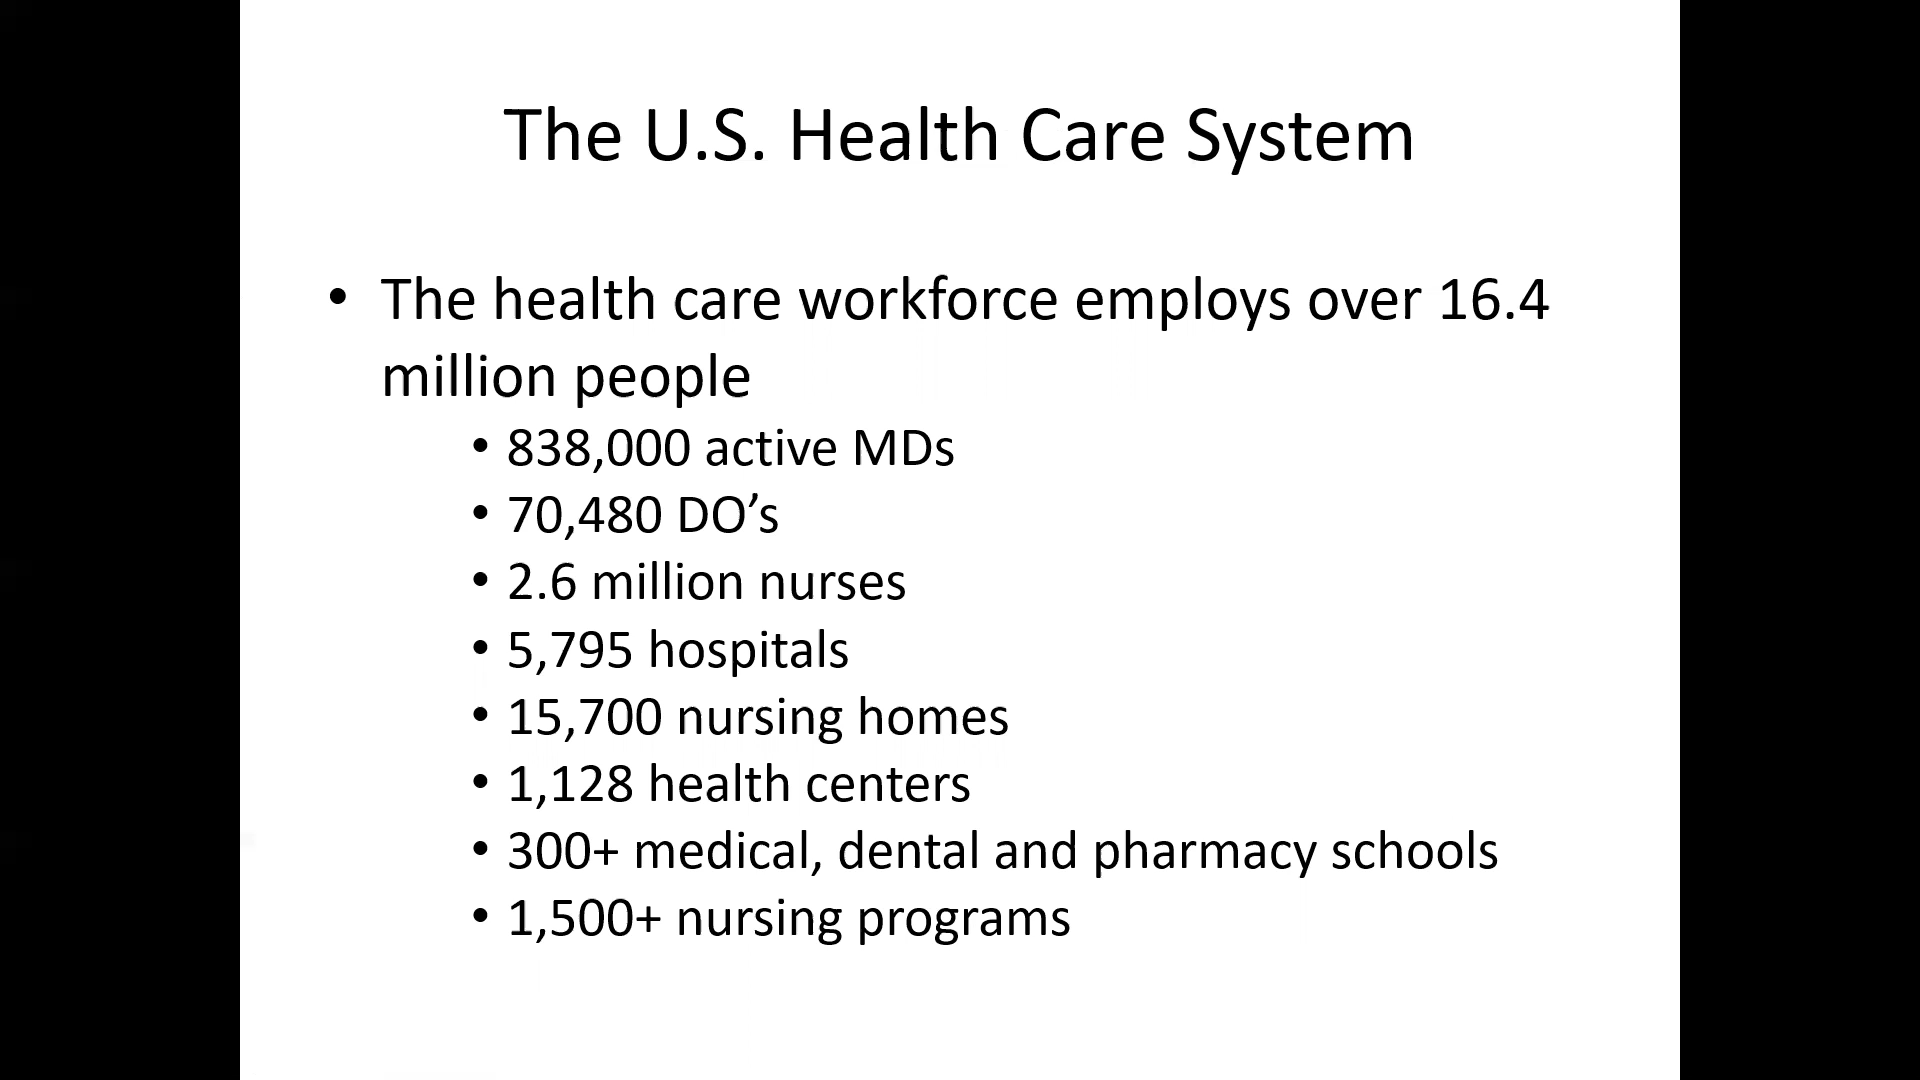 The U.S. Health Care System
• The health care workforce employs over 16.4
million people
• 838,000 active MDs
• 70,480 DO’s
• 2.6 million nurses
• 5,795 hospitals
• 15,700 nursing homes
• 1,128 health centers
• 300+ medical, dental and pharmacy schools
• 1,500+ nursing programs